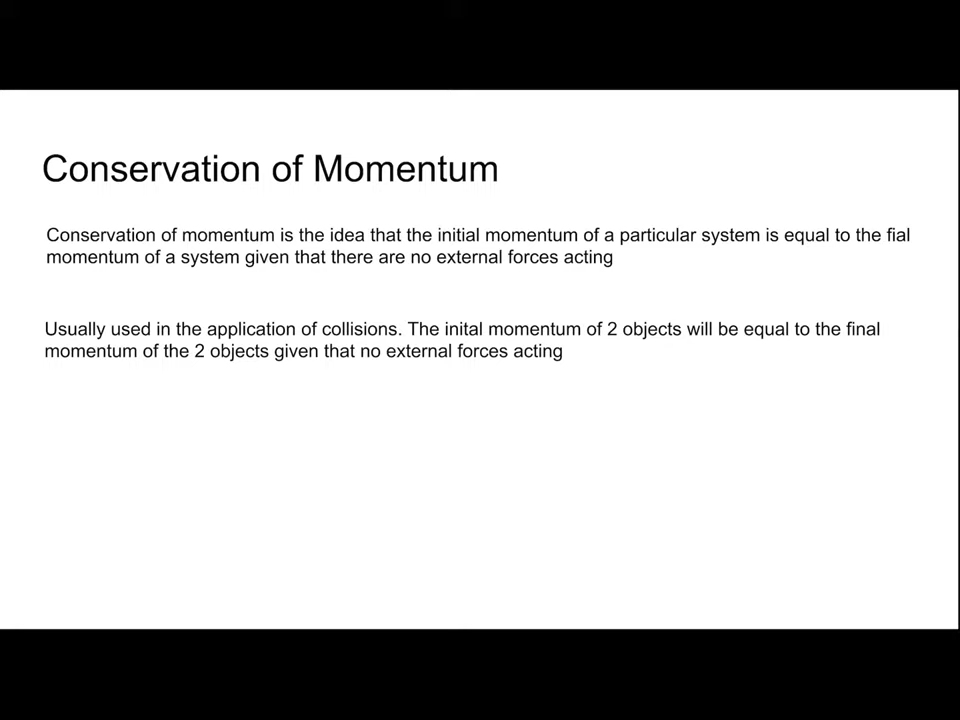 Conservation of Momentum
Conservation of momentum is the idea that the initial momentum of a particular system is equal to the fial
momentum of a system given that there are no external forces acting
Usually used in the application of collisions. The inital momentum of 2 objects will be equal to the final
momentum of the 2 objects given that no external forces acting